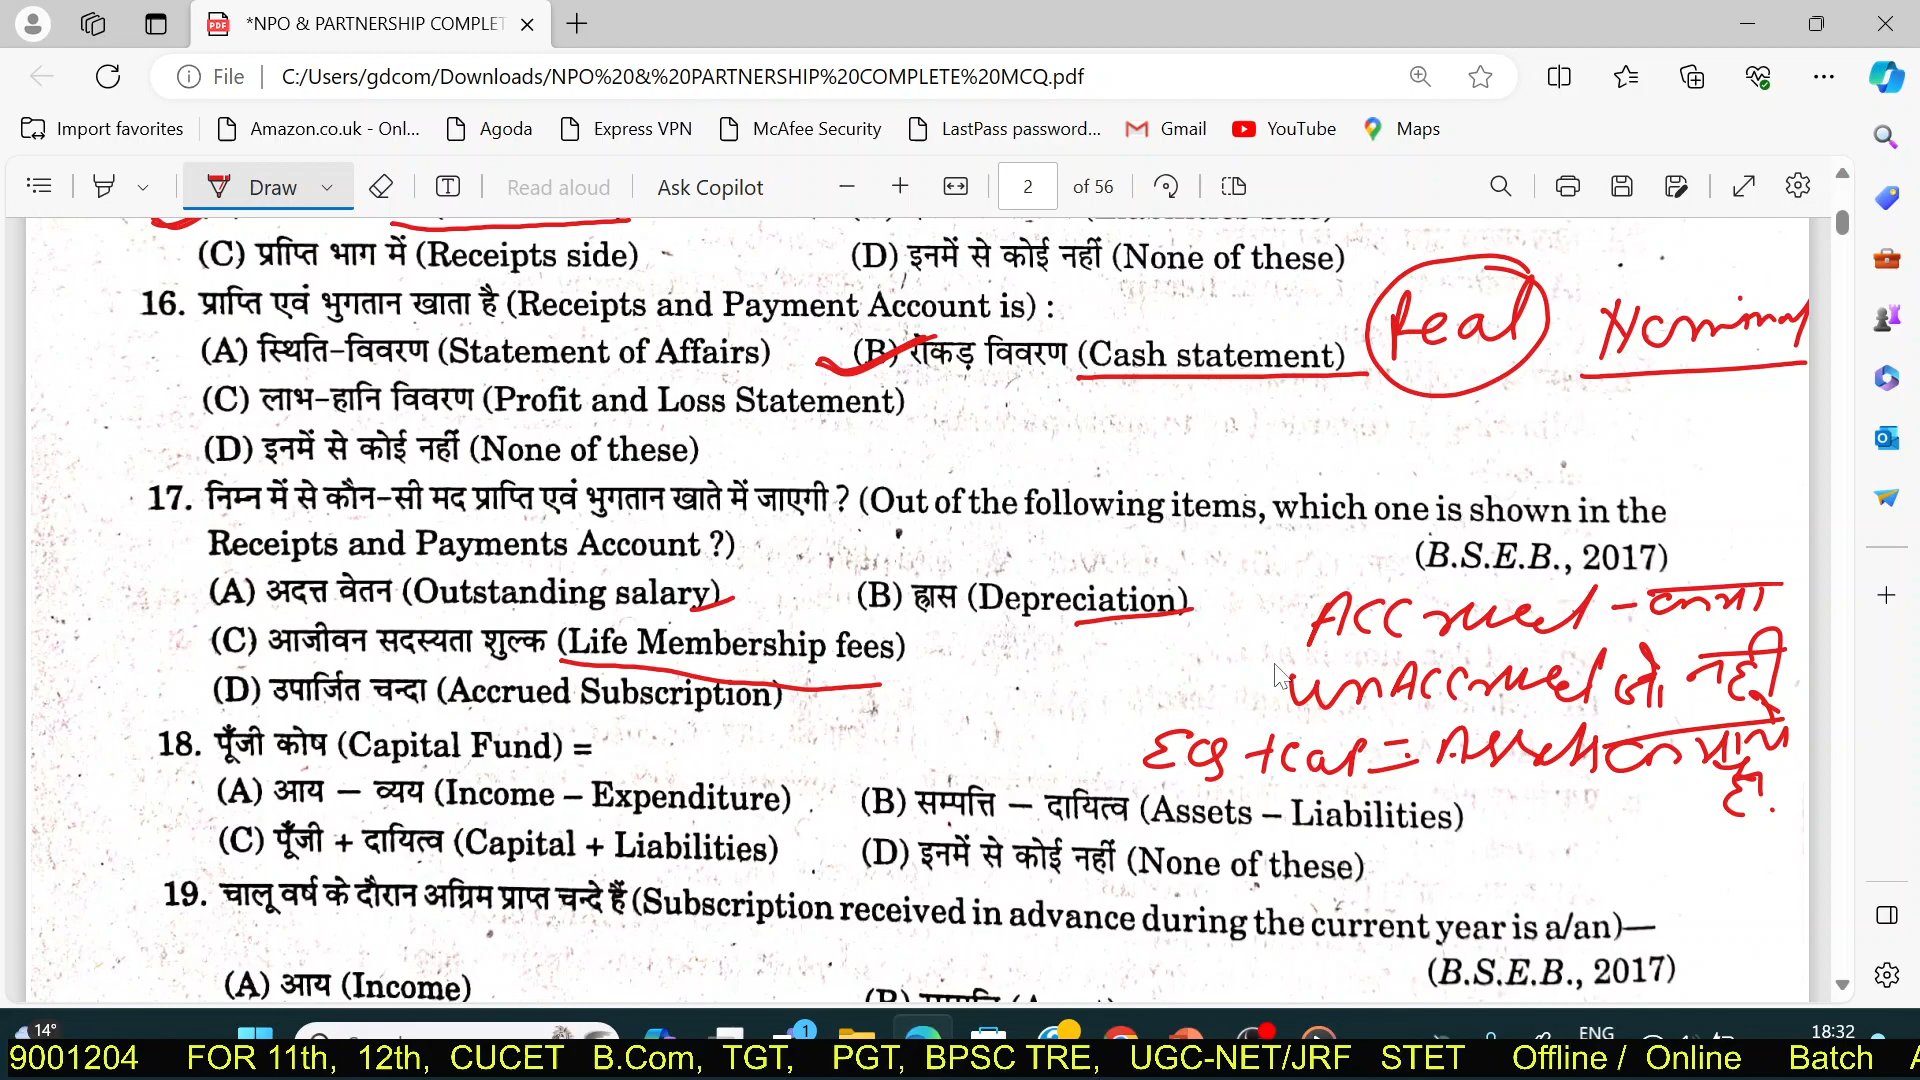 *NPO & PARTNERSHIP COMPLET
File C:/Users/gdcom/Downloads/NPO%20&%20PARTNERSHIP%20COMPLETE%20MCQ.pdf
Import favorites Amazon.co.uk - Onl... Agoda Express VPN McAfee Security LastPass password... Gmail YouTube Maps
Draw Read aloud Ask Copilot 2 of 56
(C) प्राप्ति भाग में (Receipts side) (D) इनमें से कोई नहीं (None of these)
16. प्राप्ति एवं भुगतान खाता है (Receipts and Payment Account is) :
Real Nominal
(A) स्थिति-विवरण (Statement of Affairs) (B) रोकड़ विवरण (Cash statement)
(C) लाभ-हानि विवरण (Profit and Loss Statement)
(D) इनमें से कोई नहीं (None of these)
17. निम्न में से कौन-सी मद प्राप्ति एवं भुगतान खाते में जाएगी ? (Out of the following items, which one is shown in the
Receipts and Payments Account ?) (B.S.E.B., 2017)
(A) अदत्त वेतन (Outstanding salary) (B) ह्रास (Depreciation)
Accrued -
(C) आजीवन सदस्यता शुल्क (Life Membership fees)
unAccrued जो नहीं
(D) उपार्जित चन्दा (Accrued Subscription)
18. पूँजी कोष (Capital Fund) =
+ cap = Assets
(A) आय – व्यय (Income – Expenditure) (B) सम्पत्ति – दायित्व (Assets – Liabilities)
(C) पूँजी + दायित्व (Capital + Liabilities) (D) इनमें से कोई नहीं (None of these)
19. चालू वर्ष के दौरान अग्रिम प्राप्त चन्दे हैं (Subscription received in advance during the current year is a/an)—
(B.S.E.B., 2017)
(A) आय (Income)
14°
1
ENG
18:32
9001204 FOR 11th, 12th, CUCET B.Com, TGT, PGT, BPSC TRE, UGC-NET/JRF STET Offline / Online Batch